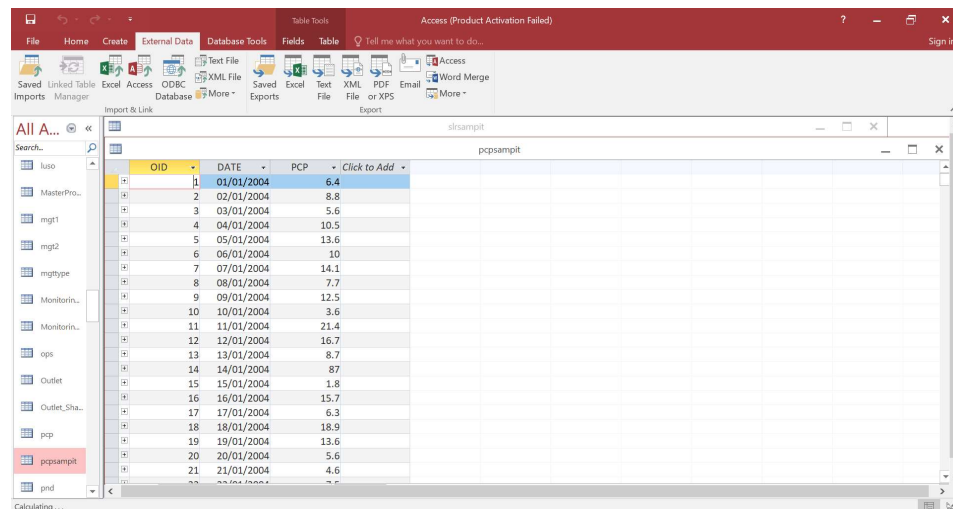 Table Tools Access (Product Activation Failed) ?
File Home Create External Data Database Tools Fields Table Tell me what you want to do... Sign in
Saved Imports Linked Table Manager Excel Access ODBC Database Text File XML File More Saved Exports Excel Text File XML File PDF or XPS Email Access Word Merge More
Import & Link Export
All A... «
Search...
slrsampit
pcpsampit
OID DATE PCP Click to Add
1 01/01/2004 6.4
2 02/01/2004 8.8
3 03/01/2004 5.6
4 04/01/2004 10.5
5 05/01/2004 13.6
6 06/01/2004 10
7 07/01/2004 14.1
8 08/01/2004 7.7
9 09/01/2004 12.5
10 10/01/2004 3.6
11 11/01/2004 21.4
12 12/01/2004 16.7
13 13/01/2004 8.7
14 14/01/2004 87
15 15/01/2004 1.8
16 16/01/2004 15.7
17 17/01/2004 6.3
18 18/01/2004 18.9
19 19/01/2004 13.6
20 20/01/2004 5.6
21 21/01/2004 4.6
luso
MasterPro...
mgt1
mgt2
mgttype
Monitorin...
Monitorin...
ops
Outlet
Outlet_Sha...
pcp
pcpsampit
pnd
Calculating . . .